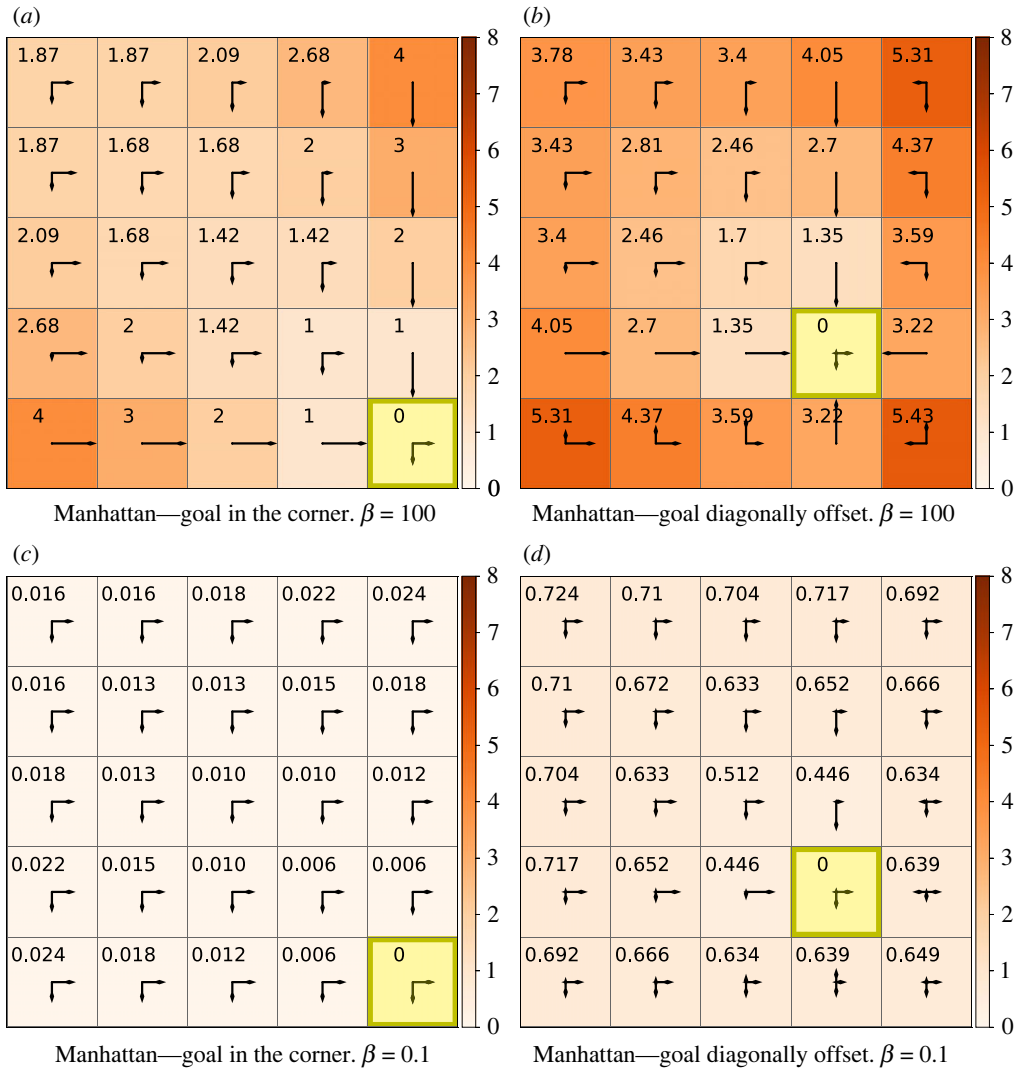 (a) (b)
1.87 1.87 2.09 2.68 4 8 3.78 3.43 3.4 4.05 5.31 8
7 7
1.87 1.68 1.68 2 3 6 3.43 2.81 2.46 2.7 4.37 6
5 5
2.09 1.68 1.42 1.42 2 4 3.4 2.46 1.7 1.35 3.59 4
3 3
2.68 2 1.42 1 1 2 4.05 2.7 1.35 0 3.22 2
4 3 2 1 0 1 5.31 4.37 3.59 3.22 5.43 1
0 0
Manhattan—goal in the corner. β = 100 Manhattan—goal diagonally offset. β = 100
(c) (d)
0.016 0.016 0.018 0.022 0.024 8 0.724 0.71 0.704 0.717 0.692 8
7 7
0.016 0.013 0.013 0.015 0.018 6 0.71 0.672 0.633 0.652 0.666 6
5 5
0.018 0.013 0.010 0.010 0.012 4 0.704 0.633 0.512 0.446 0.634 4
3 3
0.022 0.015 0.010 0.006 0.006 2 0.717 0.652 0.446 0 0.639 2
0.024 0.018 0.012 0.006 0 1 0.692 0.666 0.634 0.639 0.649 1
0 0
Manhattan—goal in the corner. β = 0.1 Manhattan—goal diagonally offset. β = 0.1